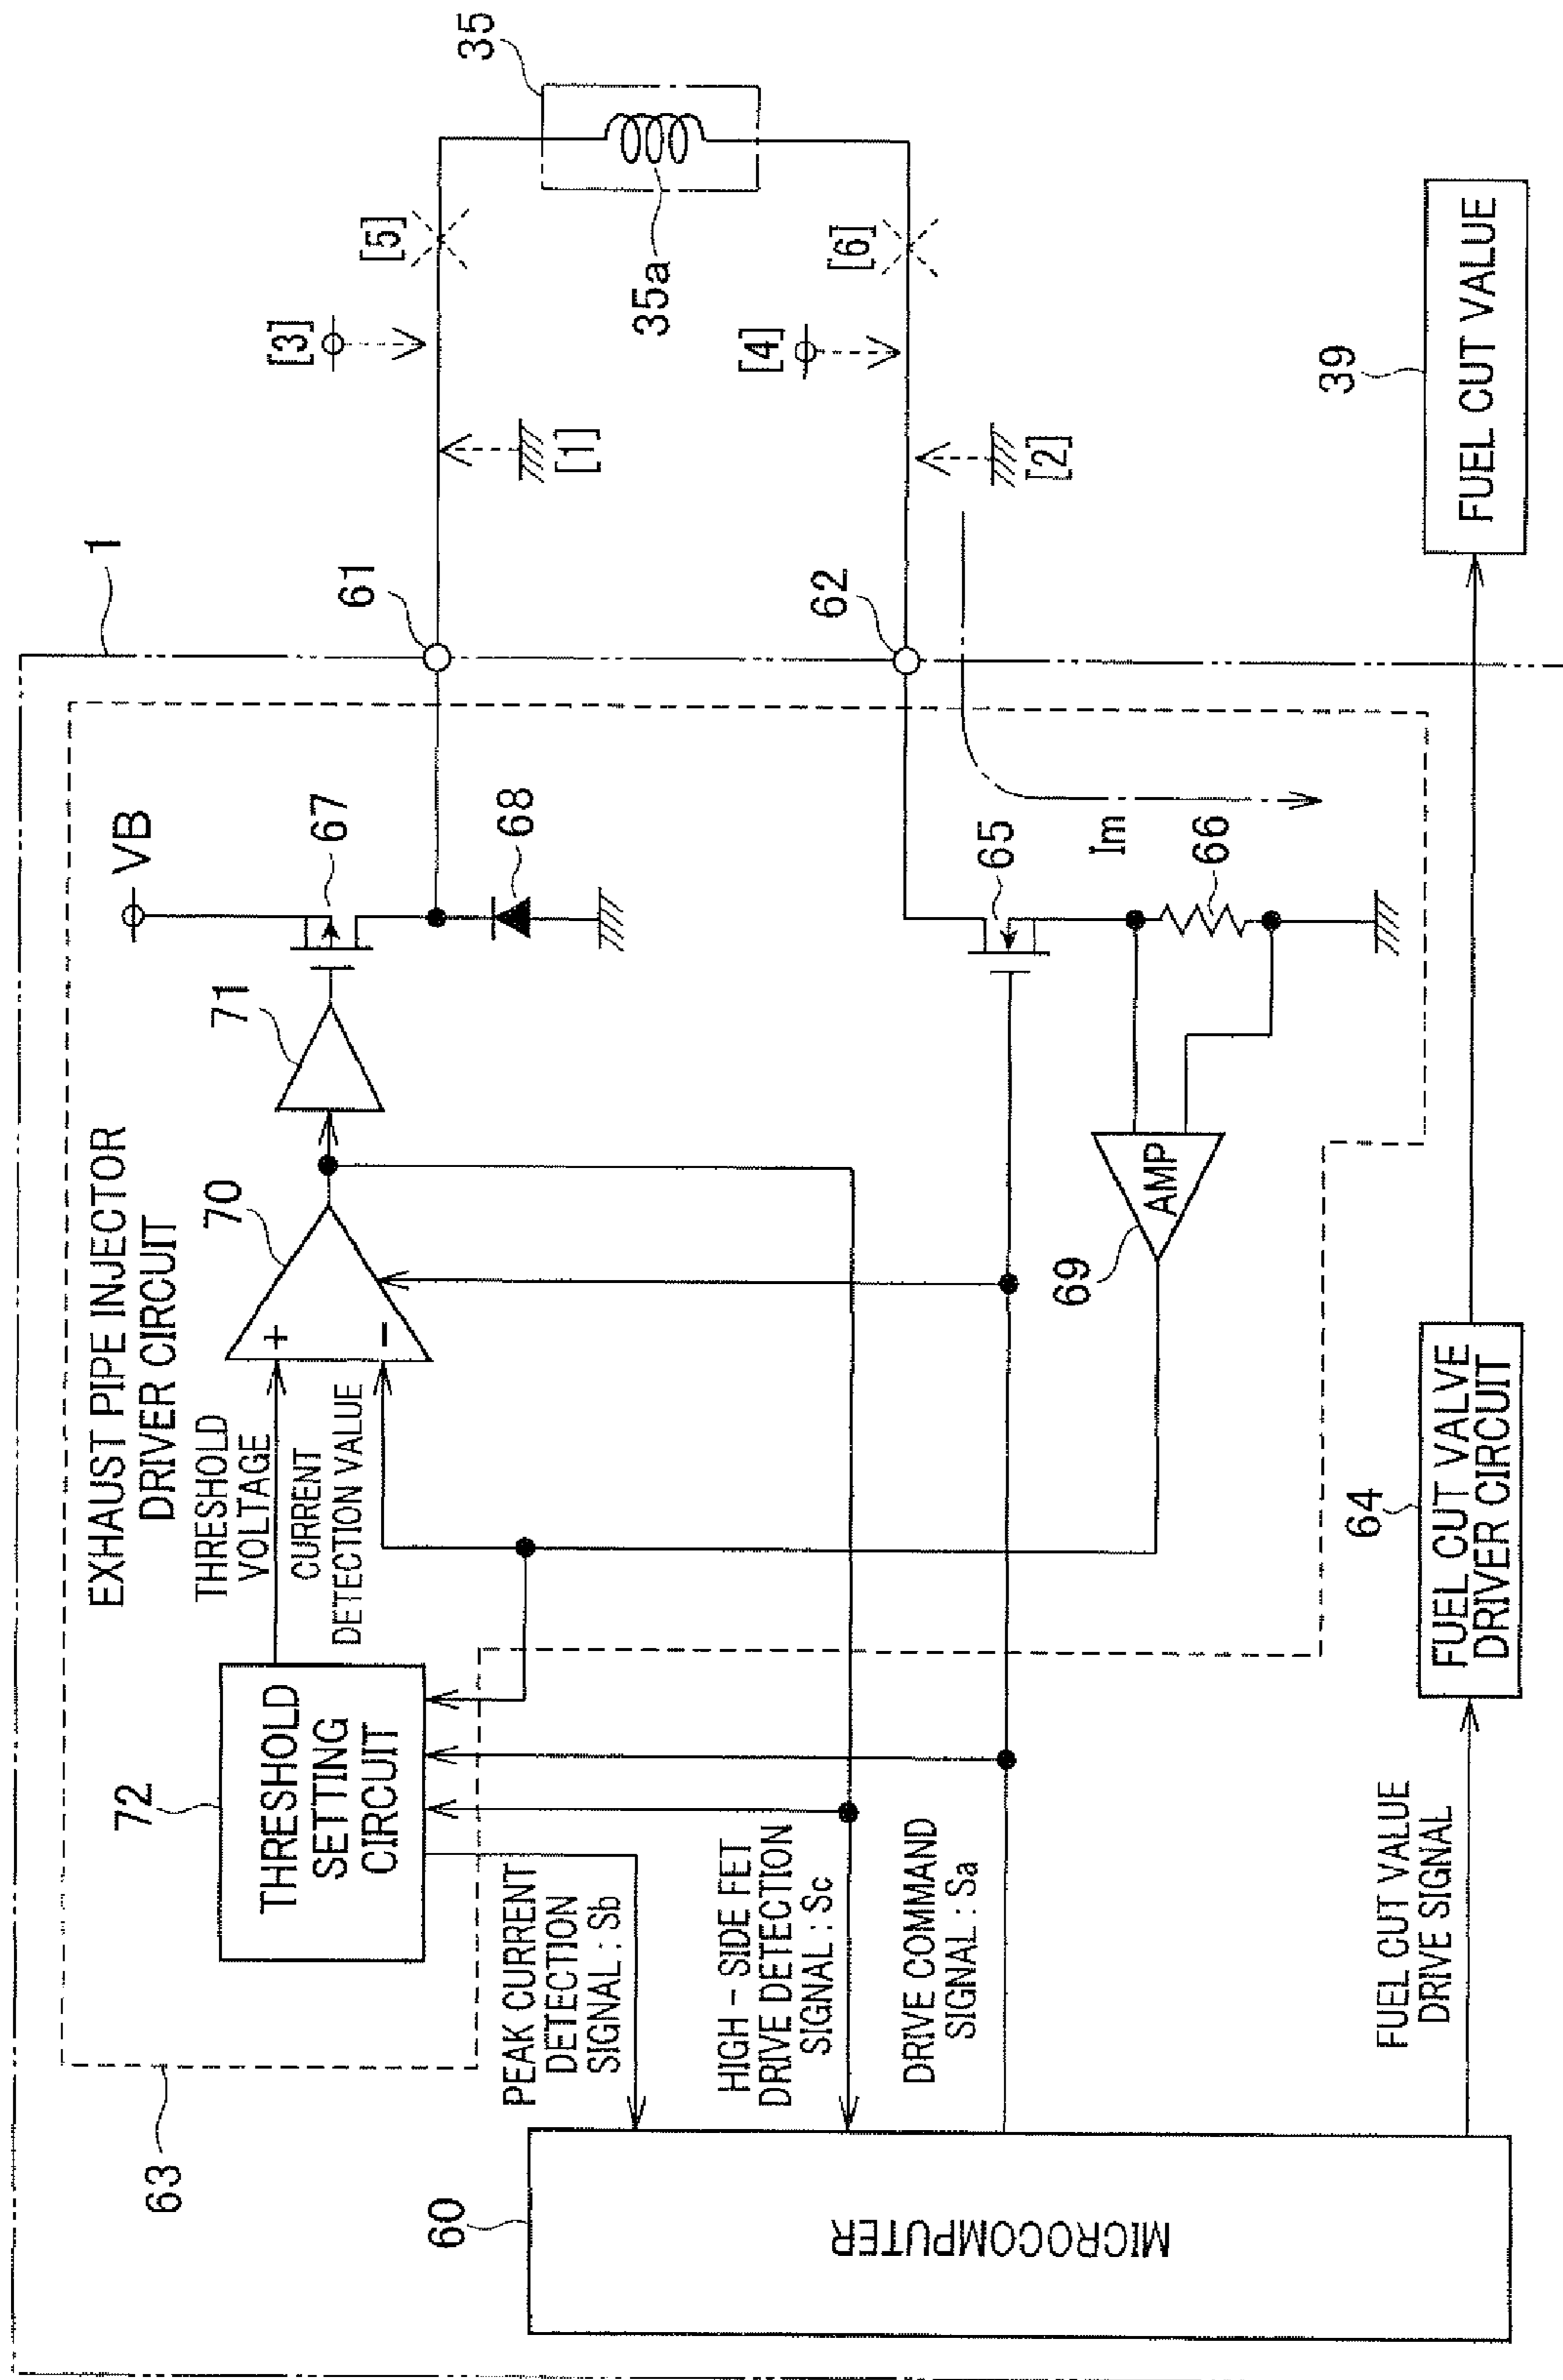 1
EXHAUST PIPE INJECTOR
DRIVER CIRCUIT
63
72
THRESHOLD
SETTING
CIRCUIT
THRESHOLD
VOLTAGE
CURRENT
DETECTION VALUE
+
−
70
71
VB
67
68
61
[1]
[3]
[5]
35
35a
[2]
[4]
[6]
62
65
Im
66
AMP
69
PEAK CURRENT
DETECTION
SIGNAL : Sb
HIGH-SIDE FET
DRIVE DETECTION
SIGNAL : Sc
DRIVE COMMAND
SIGNAL : Sa
60
MICROCOMPUTER
FUEL CUT VALUE
DRIVE SIGNAL
64
FUEL CUT VALVE
DRIVER CIRCUIT
39
FUEL CUT VALUE